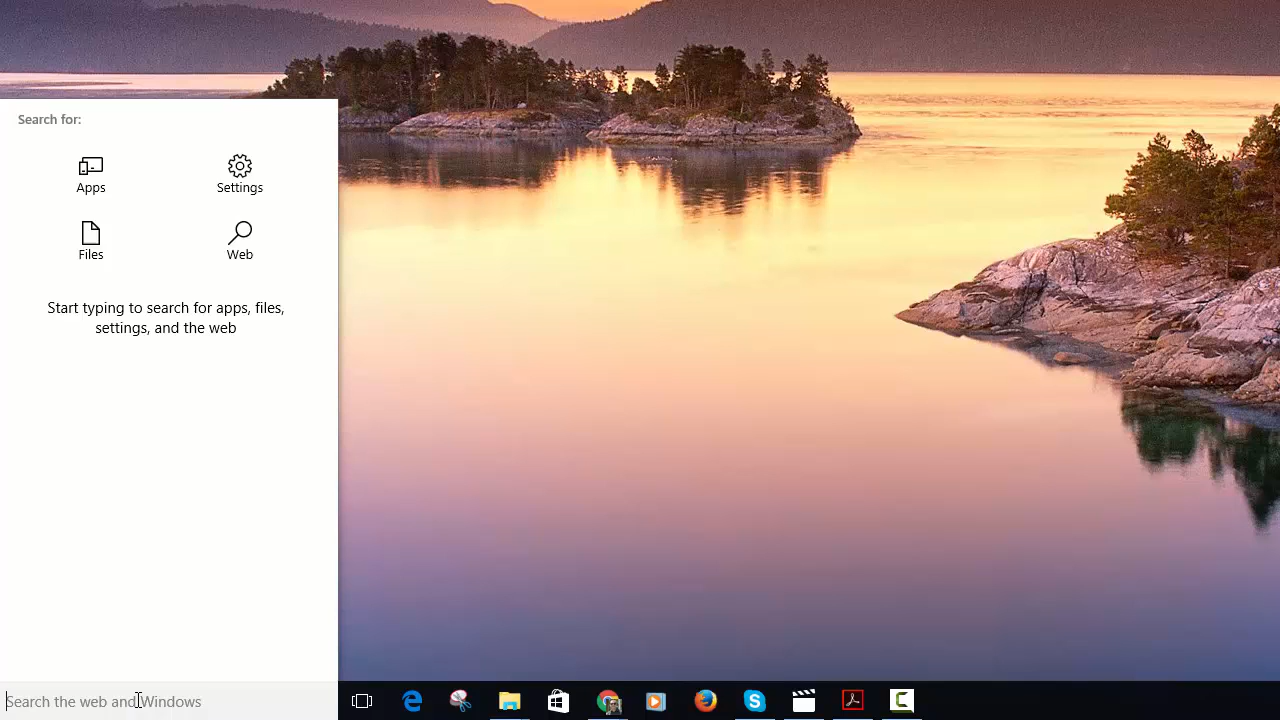 Search for:
Apps
Settings
Files
Web
Start typing to search for apps, files,
settings, and the web
Search the web and Windows